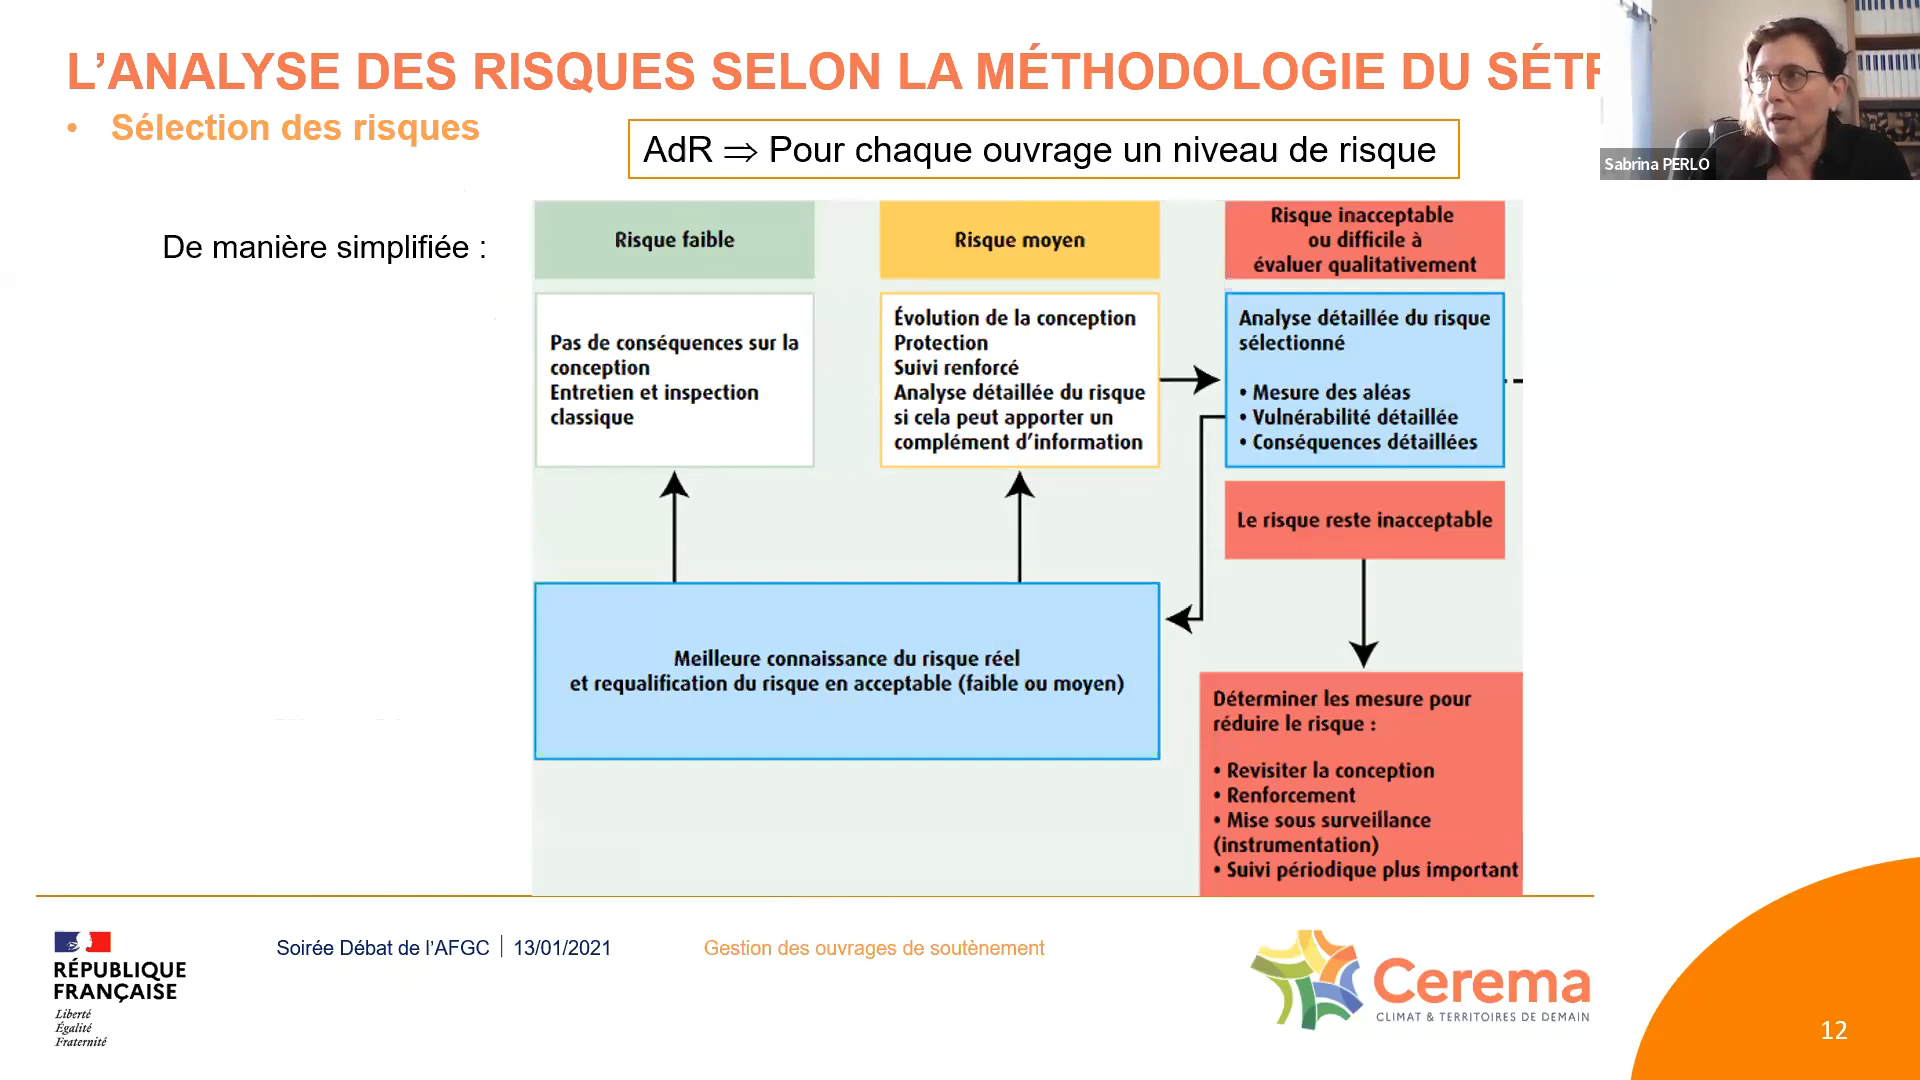 L'ANALYSE DES RISQUES SELON LA MÉTHODOLOGIE DU
• Sélection des risques
AdR ⇒ Pour chaque ouvrage un niveau de risque
Sabrina PERLO
De manière simplifiée :
Risque faible
Risque moyen
Risque inacceptable
ou difficile à
évaluer qualitativement
Pas de conséquences sur la
conception
Entretien et inspection
classique
Évolution de la conception
Protection
Suivi renforcé
Analyse détaillée du risque
si cela peut apporter un
complément d'information
Analyse détaillée du risque
sélectionné
• Mesure des aléas
• Vulnérabilité détaillée
• Conséquences détaillées
Le risque reste inacceptable
Meilleure connaissance du risque réel
et requalification du risque en acceptable (faible ou moyen)
Déterminer les mesure pour
réduire le risque :
• Revisiter la conception
• Renforcement
• Mise sous surveillance
(instrumentation)
• Suivi périodique plus important
RÉPUBLIQUE
FRANÇAISE
Liberté
Égalité
Fraternité
Soirée Débat de l'AFGC | 13/01/2021
Gestion des ouvrages de soutènement
Cerema
CLIMAT & TERRITOIRES DE DEMAIN
12